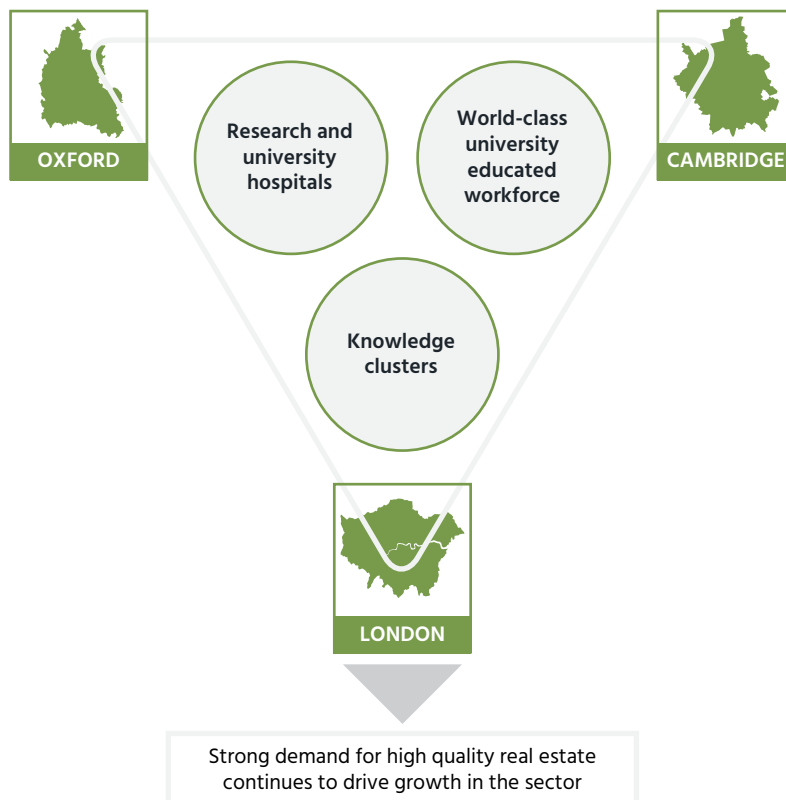 OXFORD
CAMBRIDGE
Research and
university
hospitals
World-class
university
educated
workforce
Knowledge
clusters
LONDON
Strong demand for high quality real estate
continues to drive growth in the sector